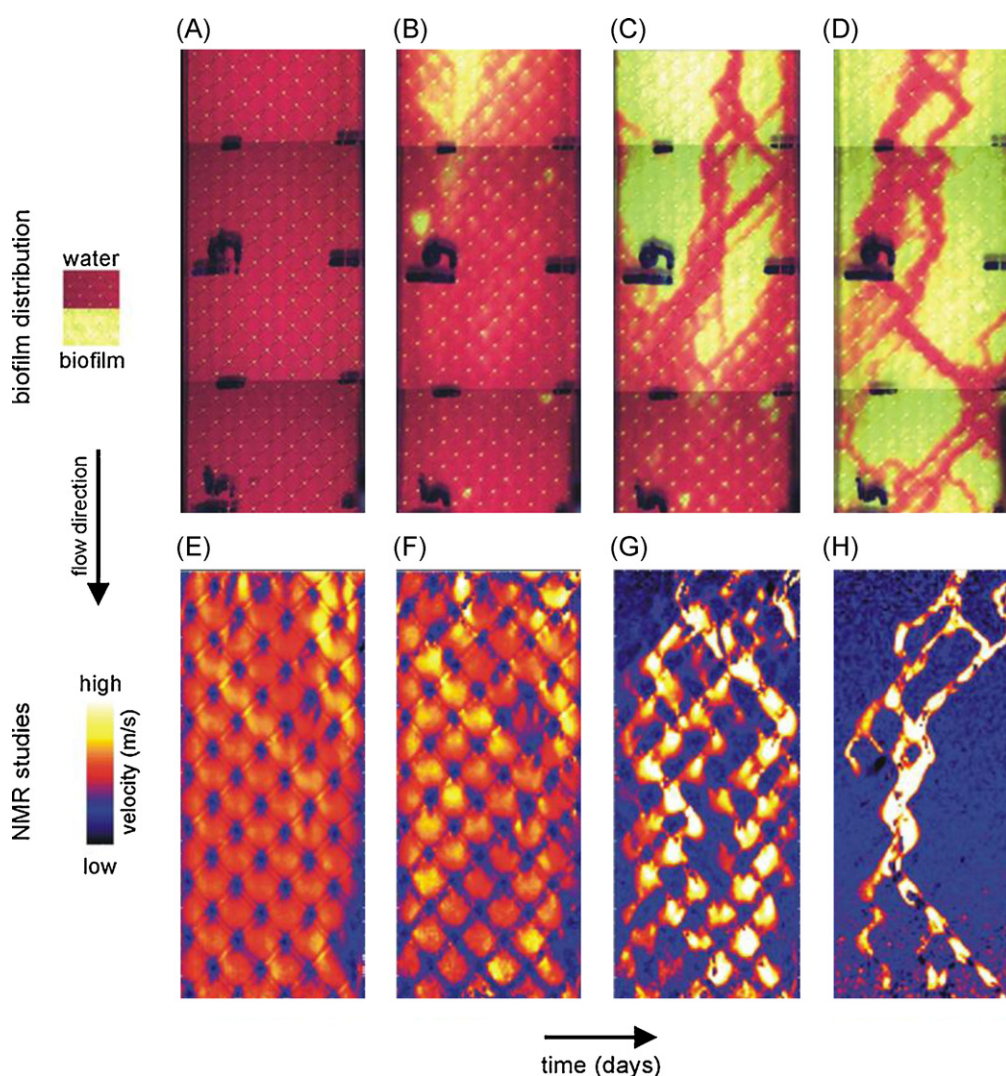 (A)
(B)
(C)
(D)
biofilm distribution
water
biofilm
flow direction
(E)
(F)
(G)
(H)
NMR studies
high
velocity (m/s)
low
time (days)